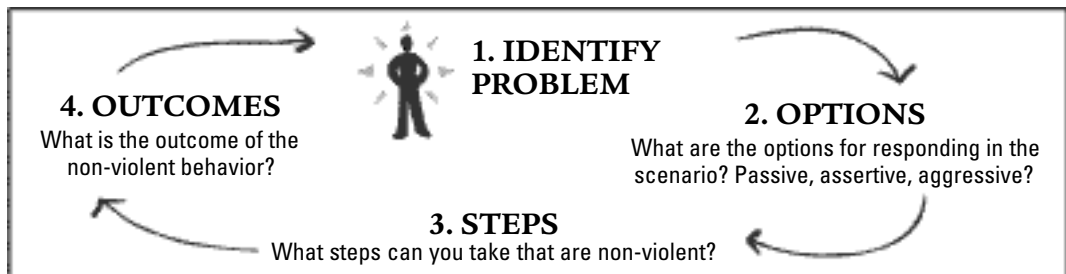 1. IDENTIFY
PROBLEM
2. OPTIONS
What are the options for responding in the
scenario? Passive, assertive, aggressive?
3. STEPS
What steps can you take that are non-violent?
4. OUTCOMES
What is the outcome of the
non-violent behavior?